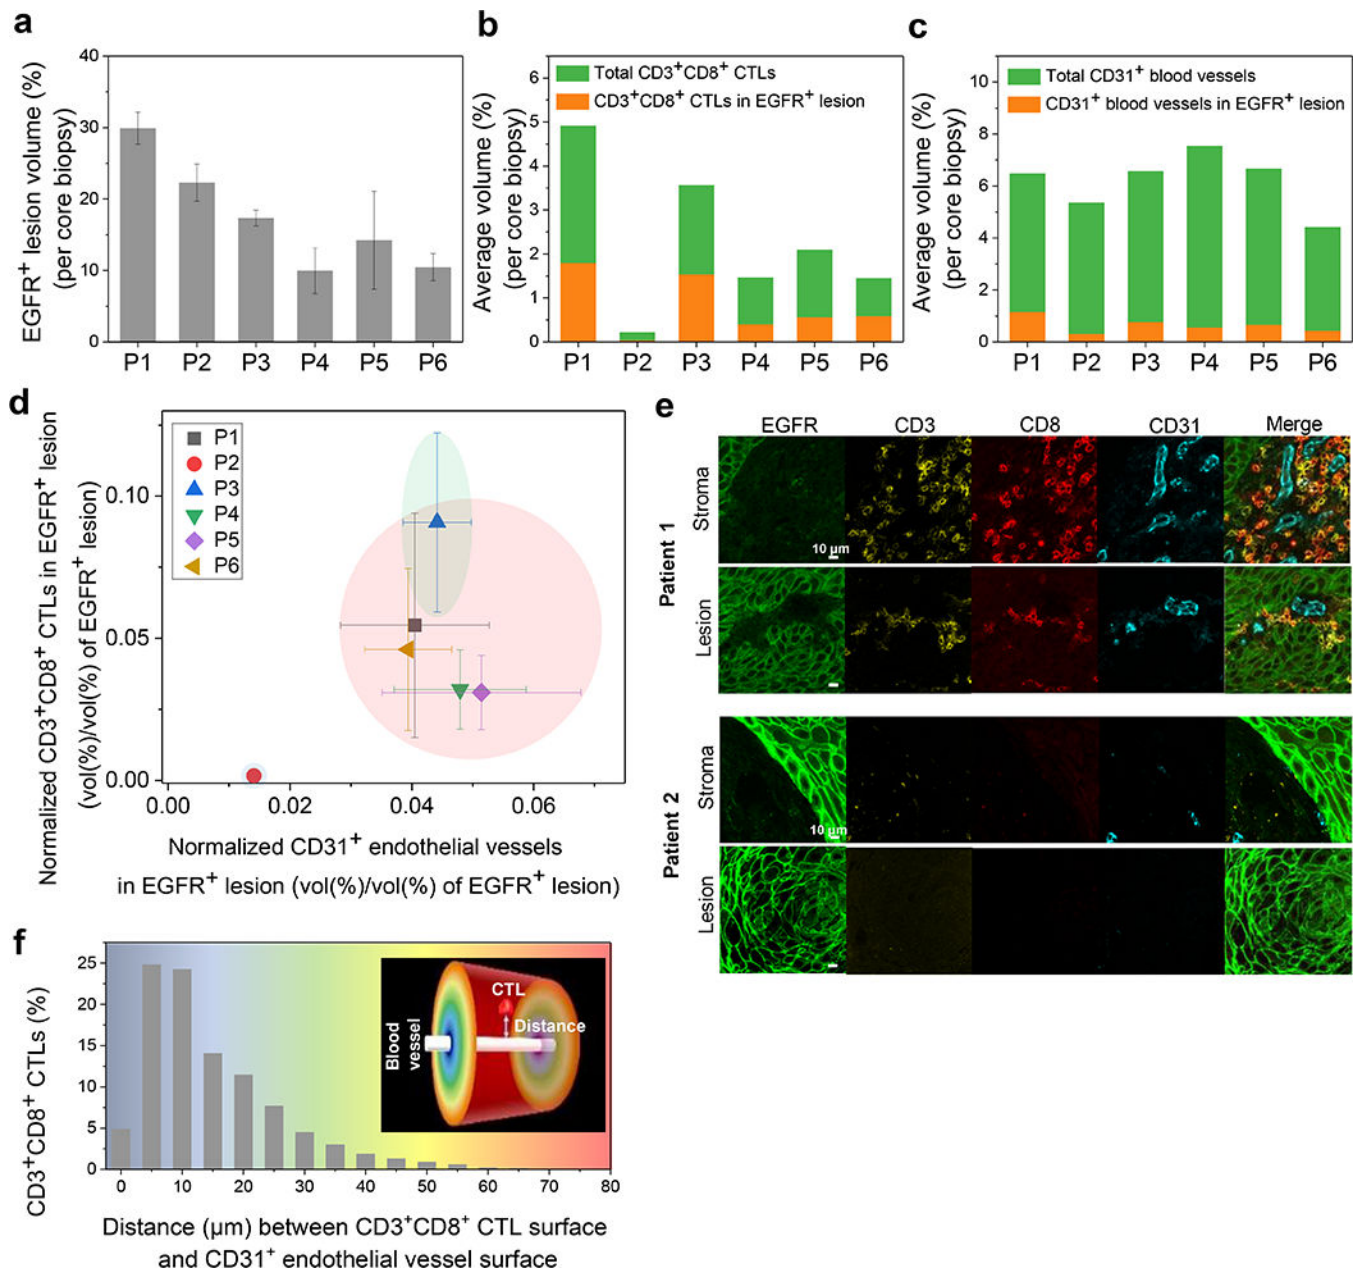 a
EGFR⁺ lesion volume (%)
(per core biopsy)
40
30
20
10
0
P1 P2 P3 P4 P5 P6
b
Average volume (%)
(per core biopsy)
6
5
4
3
2
1
0
Total CD3⁺CD8⁺ CTLs
CD3⁺CD8⁺ CTLs in EGFR⁺ lesion
P1 P2 P3 P4 P5 P6
c
Average volume (%)
(per core biopsy)
10
8
6
4
2
0
Total CD31⁺ blood vessels
CD31⁺ blood vessels in EGFR⁺ lesion
P1 P2 P3 P4 P5 P6
d
Normalized CD3⁺CD8⁺ CTLs in EGFR⁺ lesion
(vol(%)/vol(%) of EGFR⁺ lesion)
P1
P2
P3
P4
P5
P6
0.10
0.05
0.00
0.00 0.02 0.04 0.06
Normalized CD31⁺ endothelial vessels
in EGFR⁺ lesion (vol(%)/vol(%) of EGFR⁺ lesion)
e
EGFR CD3 CD8 CD31 Merge
Patient 1
Stroma
10 µm
Lesion
Patient 2
Stroma
10 µm
Lesion
f
CD3⁺CD8⁺ CTLs (%)
25
20
15
10
5
0
CTL
Distance
Blood
vessel
0 10 20 30 40 50 60 70 80
Distance (µm) between CD3⁺CD8⁺ CTL surface
and CD31⁺ endothelial vessel surface